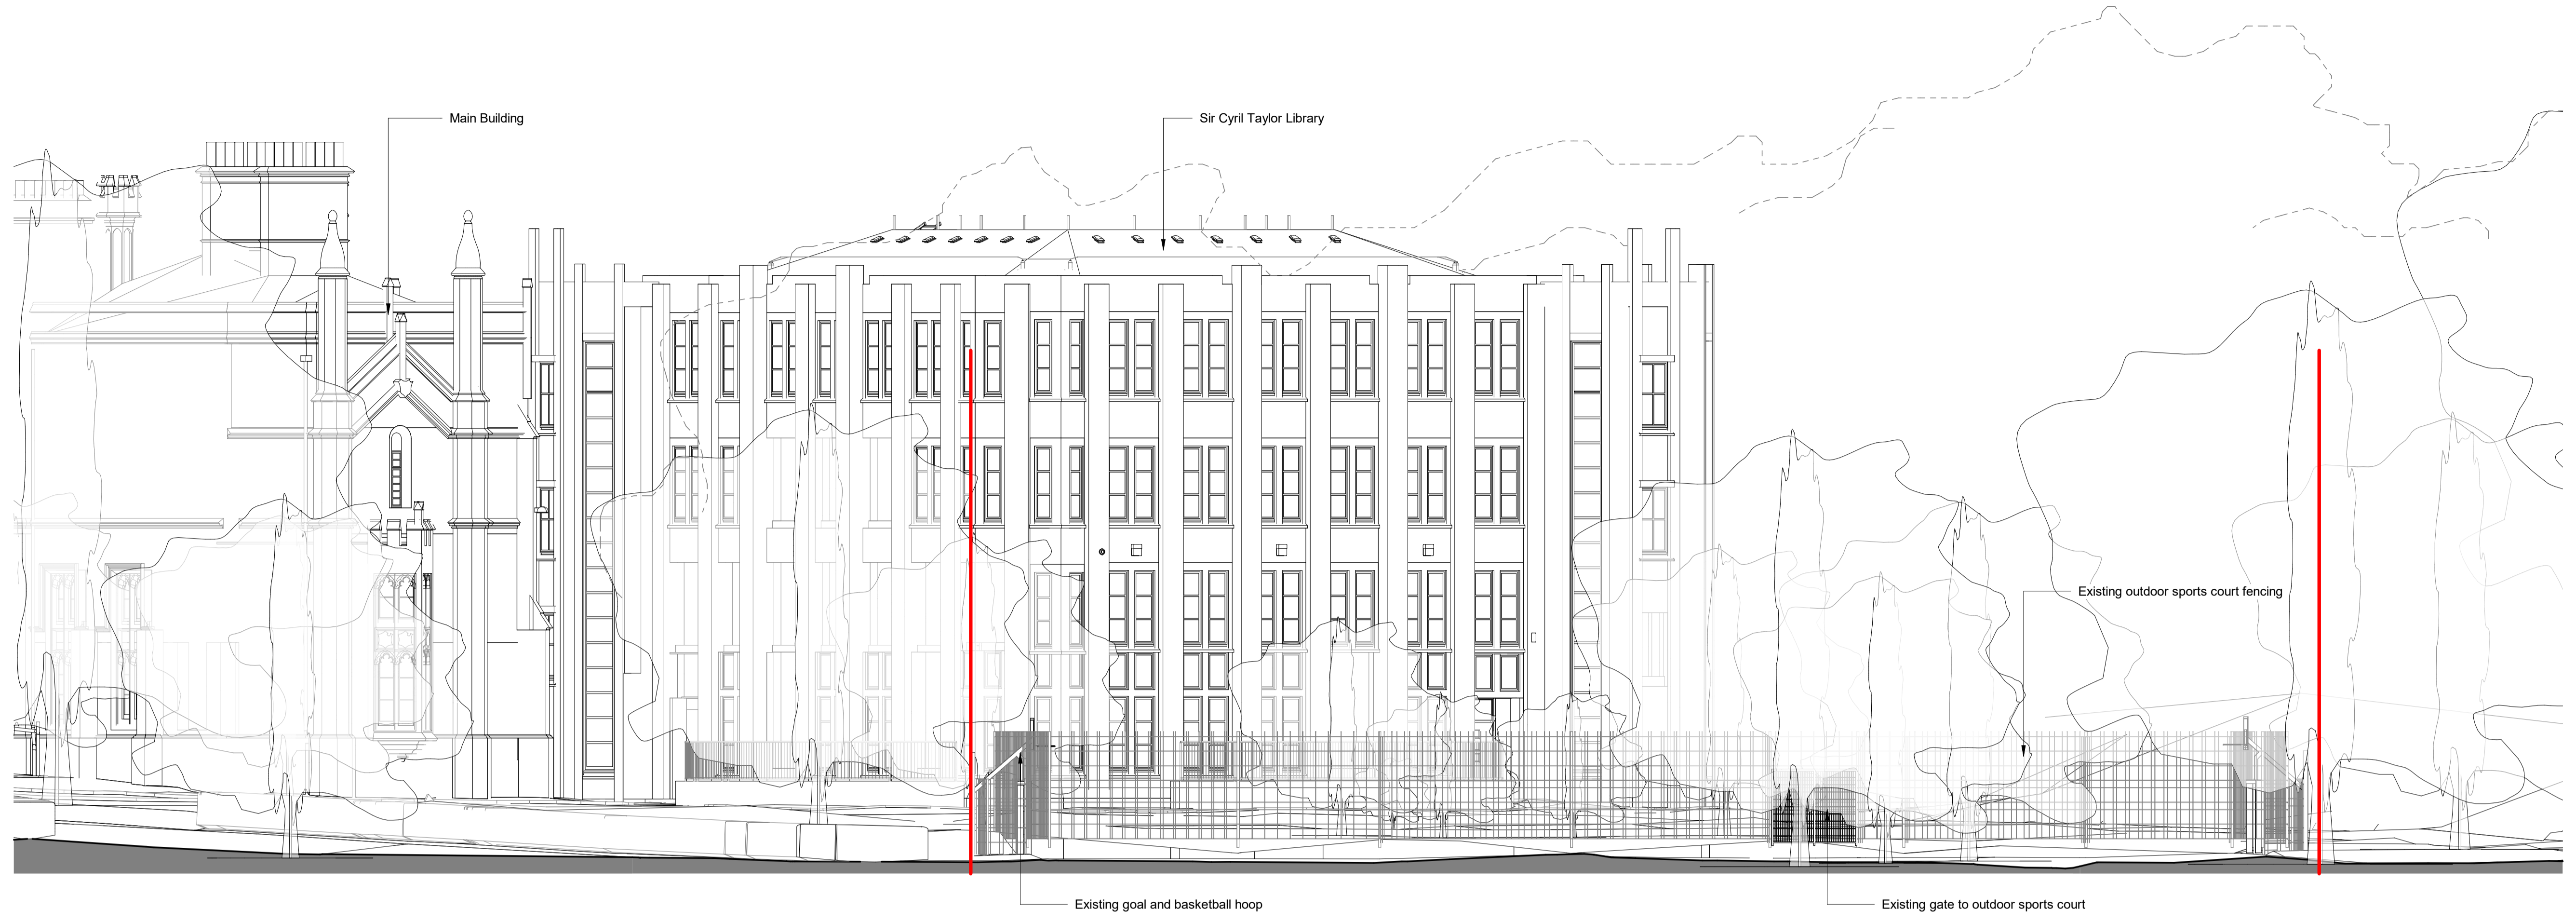 Main Building
Sir Cyril Taylor Library
Existing outdoor sports court fencing
Existing goal and basketball hoop
Existing gate to outdoor sports court